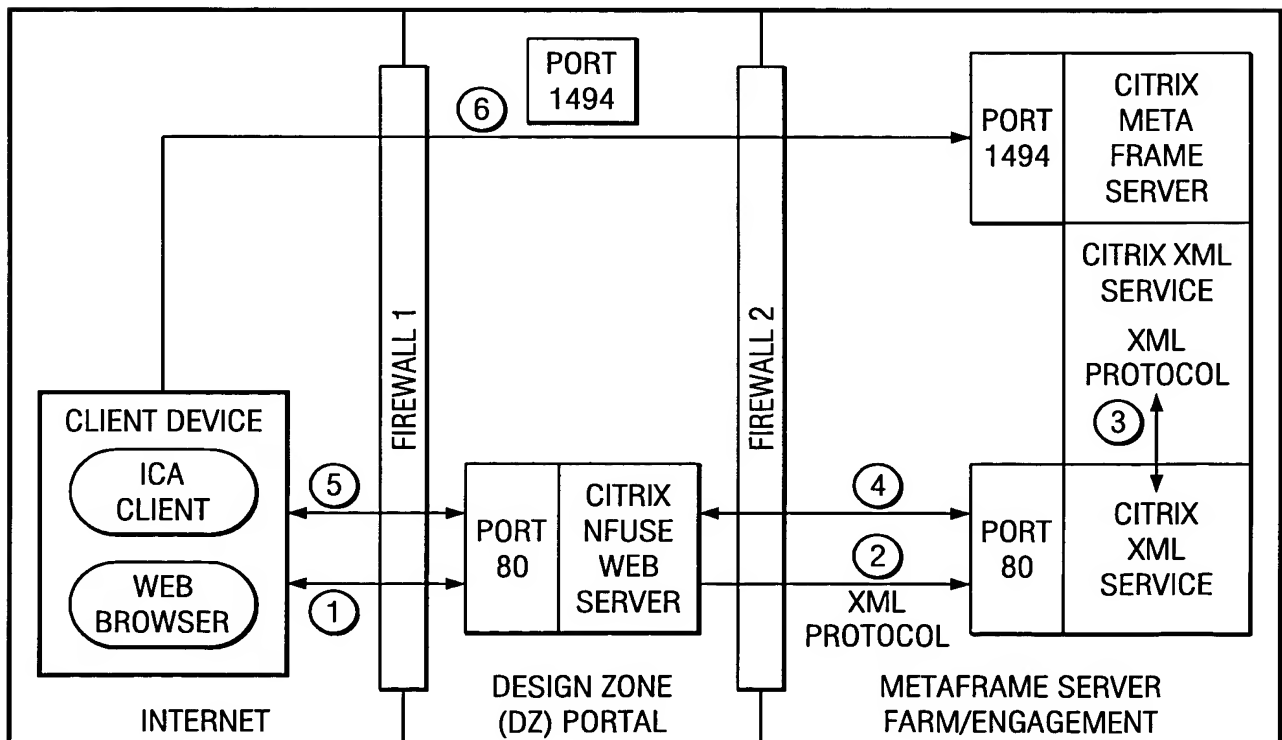 PORT
1494
6
PORT
1494
CITRIX
META
FRAME
SERVER
CITRIX XML
SERVICE
XML
PROTOCOL
3
FIREWALL 1
FIREWALL 2
CLIENT DEVICE
ICA
CLIENT
WEB
BROWSER
5
1
PORT
80
CITRIX
NFUSE
WEB
SERVER
4
2
XML
PROTOCOL
PORT
80
CITRIX
XML
SERVICE
INTERNET
DESIGN ZONE
(DZ) PORTAL
METAFRAME SERVER
FARM/ENGAGEMENT